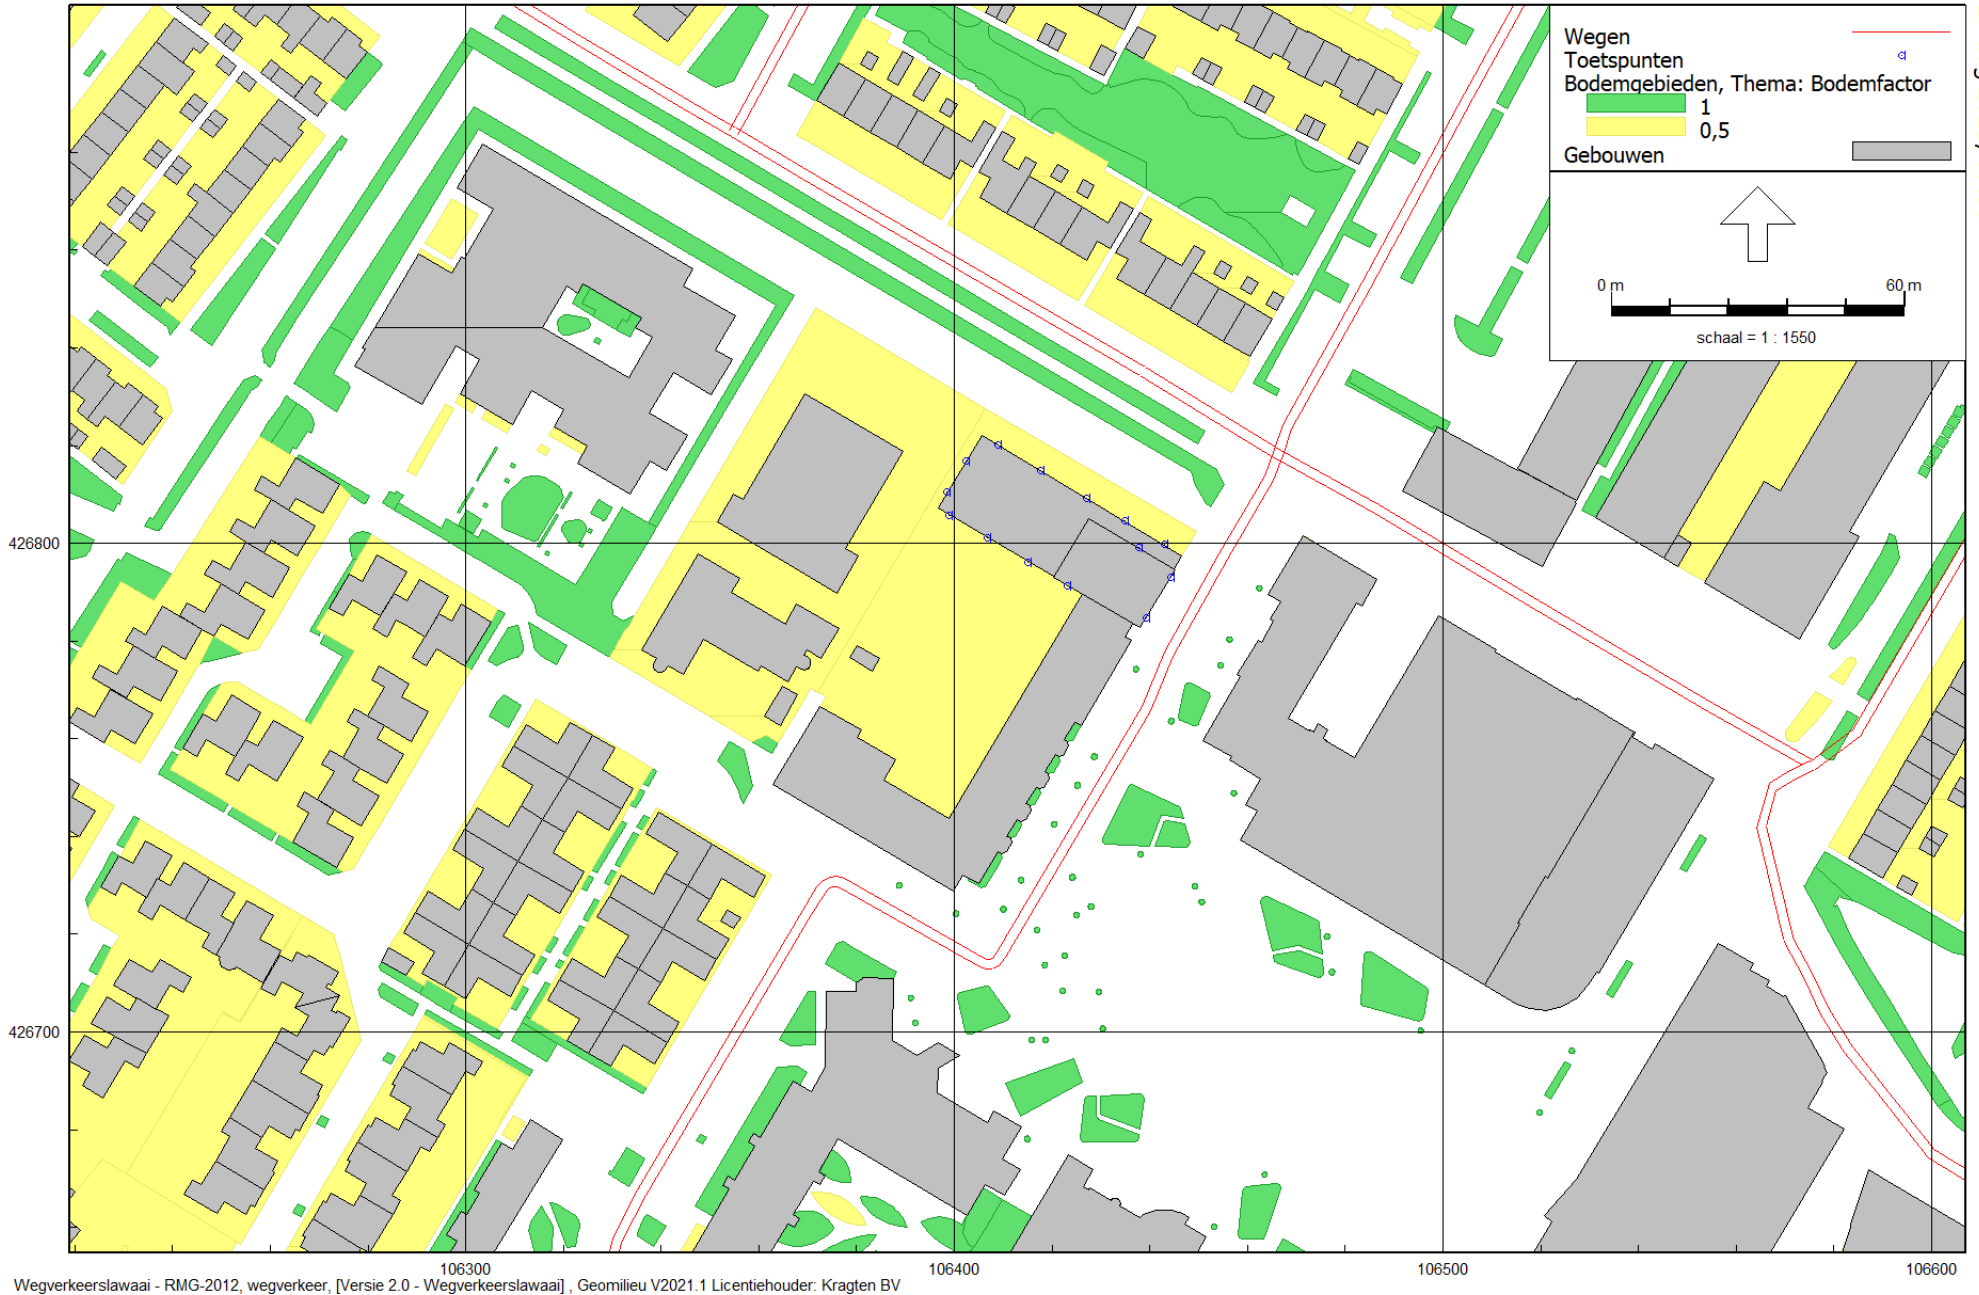 Wegen
Toetspunten
Bodemgebieden, Thema: Bodemfactor
1
0,5
Gebouwen
0 m 60 m
schaal = 1 : 1550
426800
426700
106300 106400 106500 106600
Wegverkeerslawaai - RMG-2012, wegverkeer, [Versie 2.0 - Wegverkeerslawaai] , Geomilieu V2021.1 Licentiehouder: Kragten BV